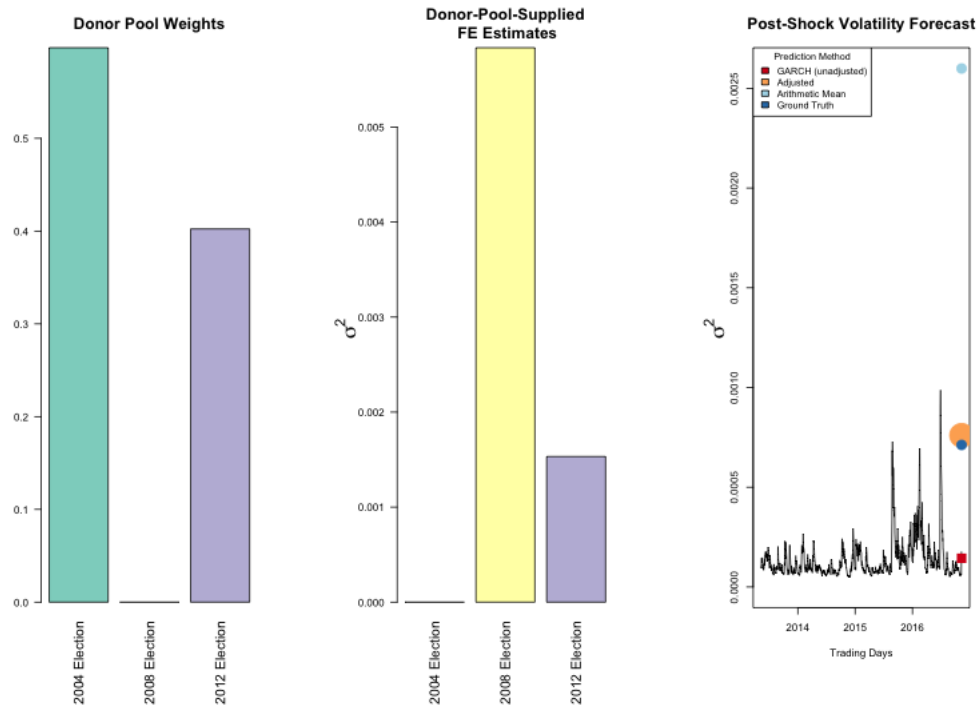 Donor Pool Weights
0.5
0.4
0.3
0.2
0.1
0.0
2004 Election
2008 Election
2012 Election
Donor-Pool-Supplied
FE Estimates
σ²
0.005
0.004
0.003
0.002
0.001
0.000
2004 Election
2008 Election
2012 Election
Post-Shock Volatility Forecast
Prediction Method
GARCH (unadjusted)
Adjusted
Arithmetic Mean
Ground Truth
σ²
0.0025
0.0020
0.0015
0.0010
0.0005
0.0000
2014
2015
2016
Trading Days